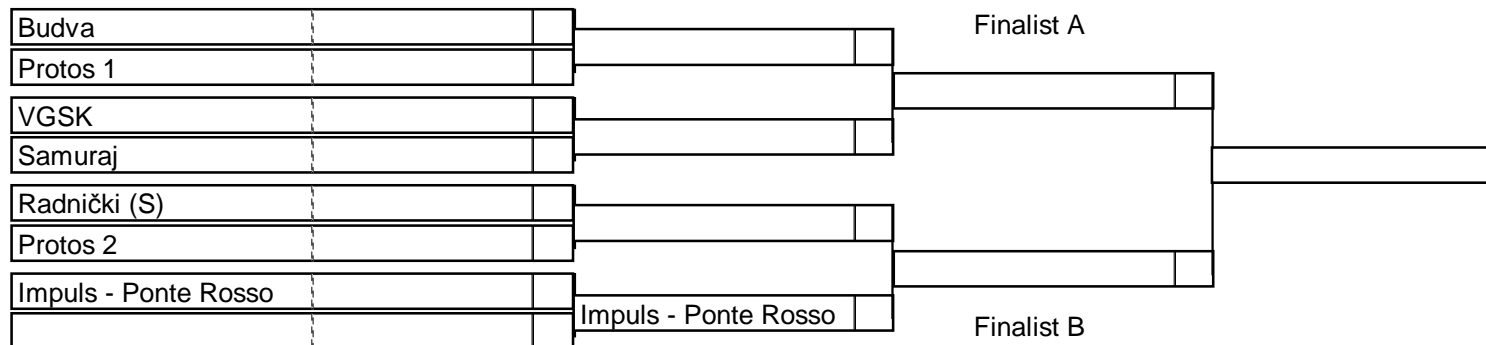 Budva
Finalist A
Protos 1
VGSK
Samuraj
Radnički (S)
Protos 2
Impuls - Ponte Rosso
Impuls - Ponte Rosso
Finalist B